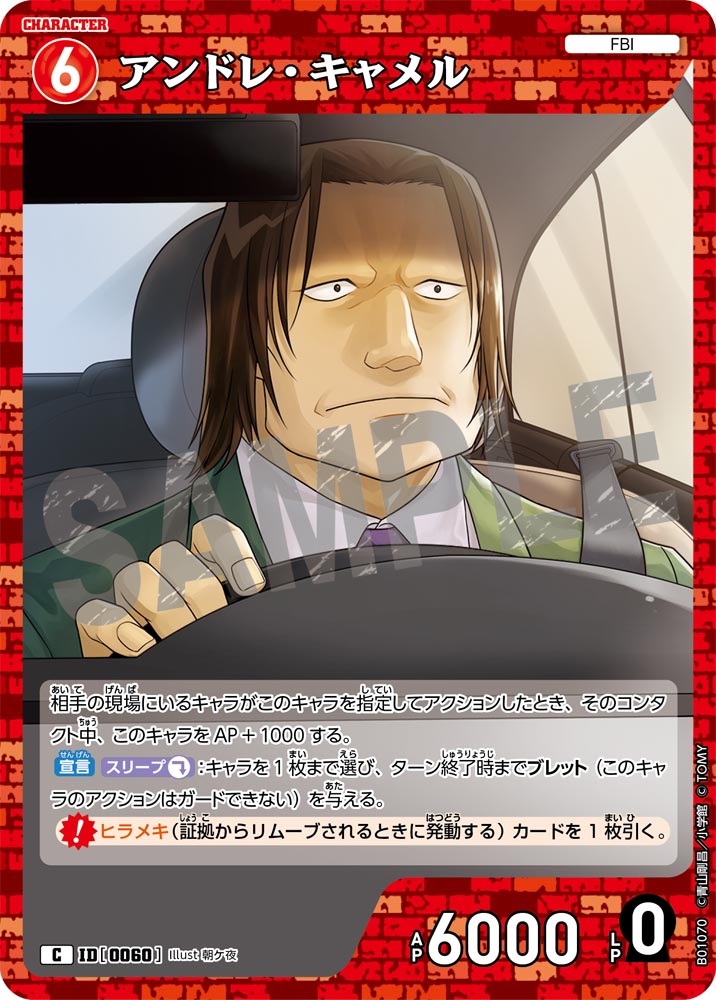 CHARACTER
6
アンドレ・キャメル
FBI
SAMPLE
相手の現場にいるキャラがこのキャラを指定してアクションしたとき、そのコンタ
クト中、このキャラをAP+1000する。
宣言 スリープ:キャラを1枚まで選び、ターン終了時までブレット(このキャ
ラのアクションはガードできない)を与える。
ヒラメキ(証拠からリムーブされるときに発動する)カードを1枚引く。
C ID[0060] Illust 朝ケ夜
AP 6000
LP 0
B01070 ©青山剛昌/小学館 © TOMY